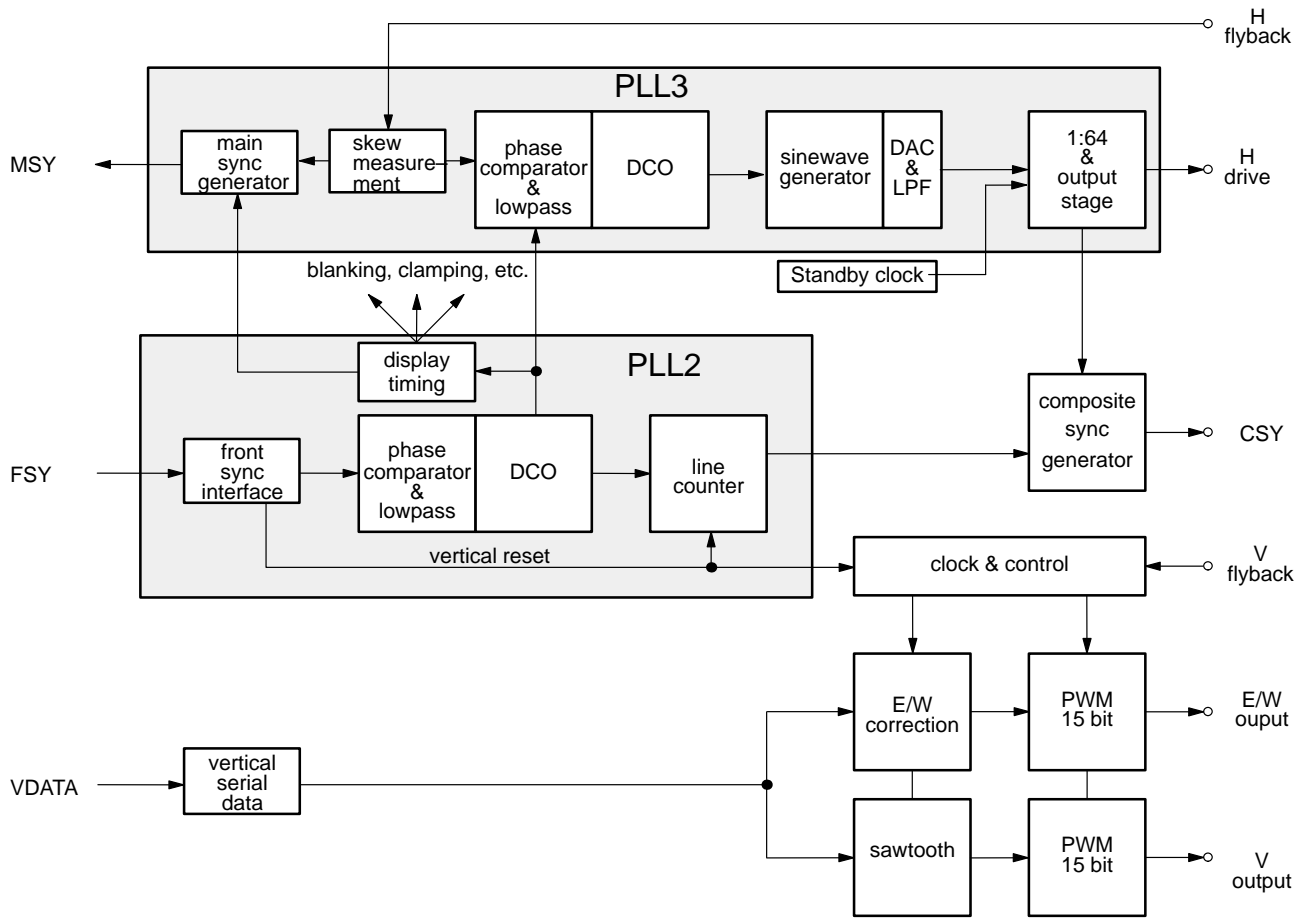 H
flyback
PLL3
MSY
main
sync
generator
skew
measure–
ment
phase
comparator
&
lowpass
DCO
sinewave
generator
DAC
&
LPF
1:64
&
output
stage
H
drive
Standby clock
blanking, clamping, etc.
display
timing
PLL2
FSY
front
sync
interface
phase
comparator
&
lowpass
DCO
line
counter
composite
sync
generator
CSY
vertical reset
clock & control
V
flyback
E/W
correction
PWM
15 bit
E/W
ouput
VDATA
vertical
serial
data
sawtooth
PWM
15 bit
V
output